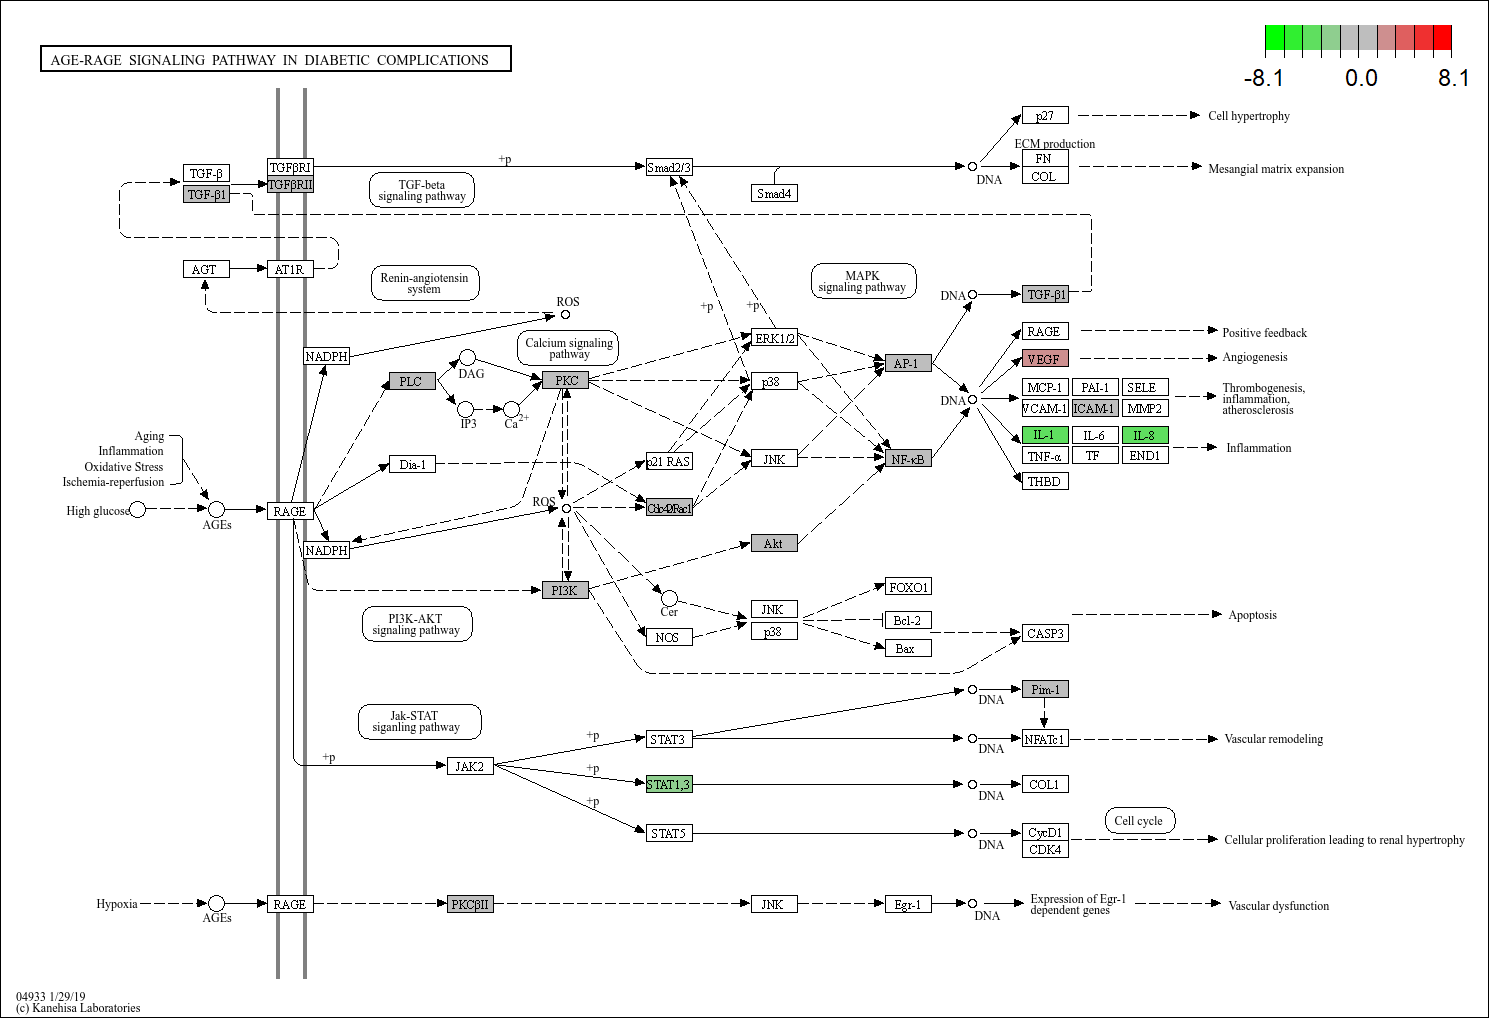 AGE-RAGE SIGNALING PATHWAY IN DIABETIC COMPLICATIONS
-8.1 0.0 8.1
p27
Cell hypertrophy
ECM production
TGF-β
TGFβRI
+p
Smad2/3
DNA
FN
COL
Mesangial matrix expansion
TGF-β1
TGFβRII
TGF-beta
signaling pathway
Smad4
AGT
AT1R
Renin-angiotensin
system
MAPK
signaling pathway
ROS
+p
+p
DNA
TGF-β1
NADPH
Calcium signaling
pathway
ERK1/2
RAGE
Positive feedback
DAG
AP-1
VEGF
Angiogenesis
PLC
PKC
p38
MCP-1 PAI-1 SELE
Thrombogenesis,
inflammation,
atherosclerosis
DNA
VCAM-1 ICAM-1 MMP2
IP3
Ca2+
Aging
Inflammation
Oxidative Stress
Ischemia-reperfusion
IL-1 IL-6 IL-8
Inflammation
TNF-α TF END1
Dia-1
p21 RAS
JNK
NF-κB
THBD
High glucose
AGEs
RAGE
ROS
Cdc42/Rac1
NADPH
Akt
PI3K
FOXO1
Cer
JNK
p38
PI3K-AKT
signaling pathway
NOS
Bcl-2
Bax
CASP3
Apoptosis
DNA
Pim-1
Jak-STAT
siganling pathway
+p
STAT3
DNA
NFATc1
Vascular remodeling
+p
JAK2
+p
STAT1,3
DNA
COL1
+p
STAT5
DNA
CycD1
CDK4
Cell cycle
Cellular proliferation leading to renal hypertrophy
Hypoxia
AGEs
RAGE
PKCβII
JNK
Egr-1
DNA
Expression of Egr-1
dependent genes
Vascular dysfunction
04933 1/29/19
(c) Kanehisa Laboratories